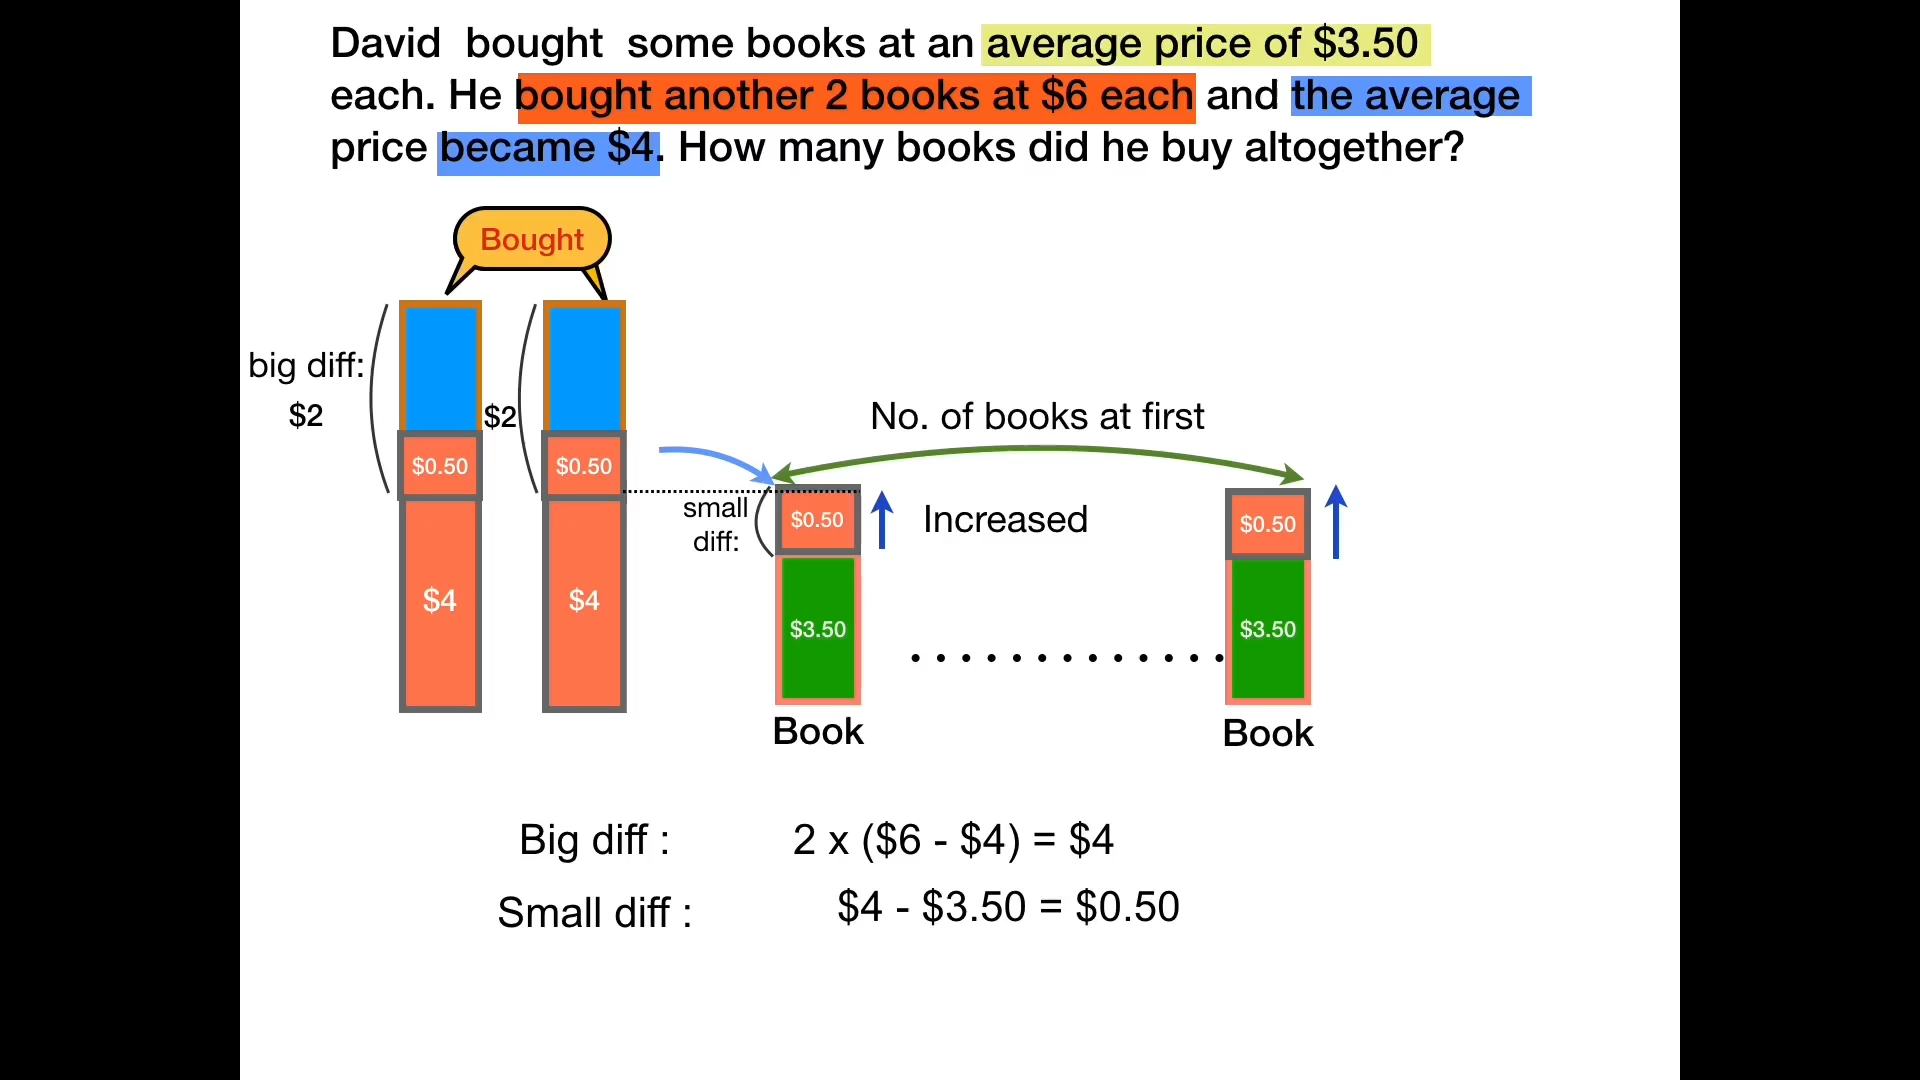 David bought some books at an average price of $3.50
each. He bought another 2 books at $6 each and the average
price became $4. How many books did he buy altogether?
Bought
big diff:
$2
$2
No. of books at first
$0.50
$0.50
small
diff:
$0.50
Increased
$0.50
$4
$4
$3.50
$3.50
Book
Book
Big diff : 2 x ($6 - $4) = $4
Small diff : $4 - $3.50 = $0.50